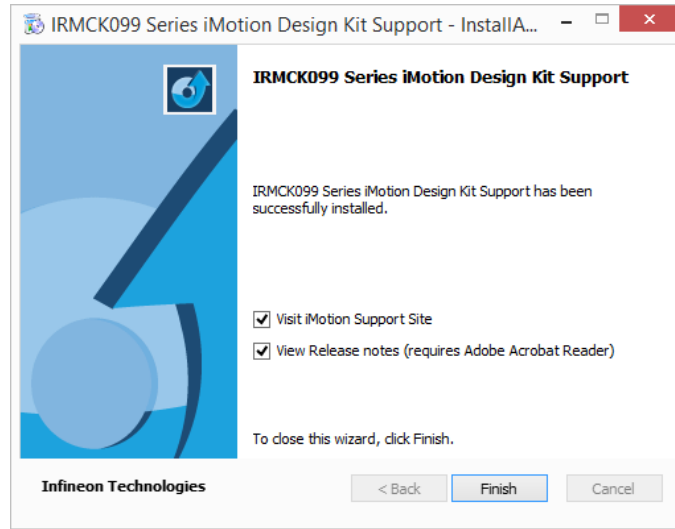 IRMCK099 Series iMotion Design Kit Support - InstallA...
IRMCK099 Series iMotion Design Kit Support
IRMCK099 Series iMotion Design Kit Support has been
successfully installed.
Visit iMotion Support Site
View Release notes (requires Adobe Acrobat Reader)
To close this wizard, click Finish.
Infineon Technologies
< Back
Finish
Cancel